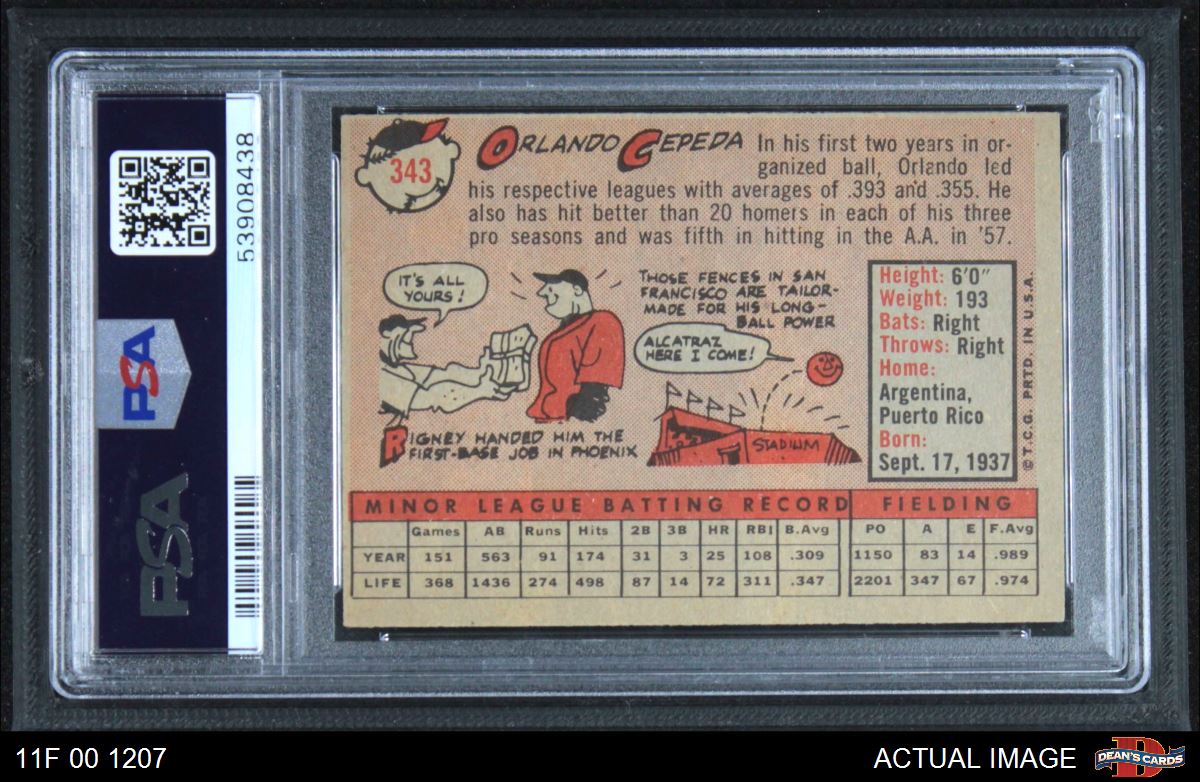 53908438
PSA
PSA
343
ORLANDO CEPEDA
In his first two years in or-
ganized ball, Orlando led
his respective leagues with averages of .393 and .355. He
also has hit better than 20 homers in each of his three
pro seasons and was fifth in hitting in the A.A. in '57.
IT'S ALL
YOURS!
RIGNEY HANDED HIM THE
FIRST-BASE JOB IN PHOENIX
THOSE FENCES IN SAN
FRANCISCO ARE TAILOR-
MADE FOR HIS LONG-
BALL POWER
ALCATRAZ
HERE I COME!
STADIUM
Height: 6'0"
Weight: 193
Bats: Right
Throws: Right
Home:
Argentina,
Puerto Rico
Born:
Sept. 17, 1937
© T.C.G. PRTD. IN U.S.A.
MINOR LEAGUE BATTING RECORD FIELDING
Games AB Runs Hits 2B 3B HR RBI B.Avg PO A E F.Avg
YEAR 151 563 91 174 31 3 25 108 .309 1150 83 14 .989
LIFE 368 1436 274 498 87 14 72 311 .347 2201 347 67 .974
11F 00 1207
ACTUAL IMAGE
D
DEAN'S CARDS